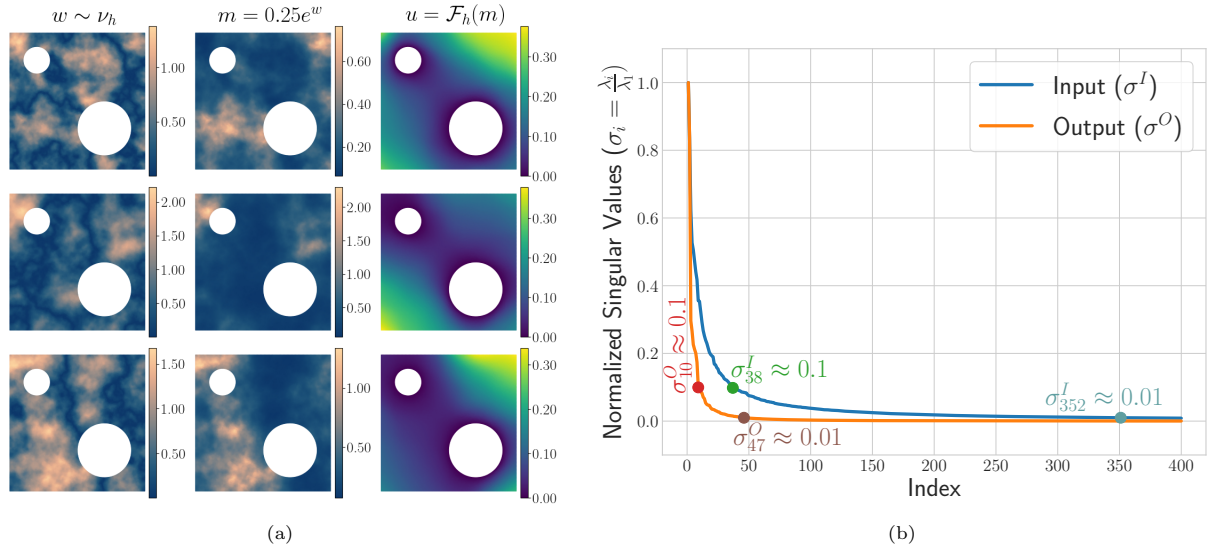 w ∼ ν_h
m = 0.25e^w
u = F_h(m)
1.00
0.50
0.60
0.40
0.20
0.30
0.20
0.10
0.00
2.00
1.50
1.00
0.50
2.00
1.50
1.00
0.50
0.30
0.20
0.10
0.00
1.50
1.00
0.50
1.00
0.50
0.30
0.20
0.10
0.00
(a)
Normalized Singular Values (σ_i = λ_i/λ_1)
1.0
0.8
0.6
0.4
0.2
0.0
Input (σ^I)
Output (σ^O)
σ^O_10 ≈ 0.1
σ^I_38 ≈ 0.1
σ^O_47 ≈ 0.01
σ^I_352 ≈ 0.01
0 50 100 150 200 250 300 350 400
Index
(b)